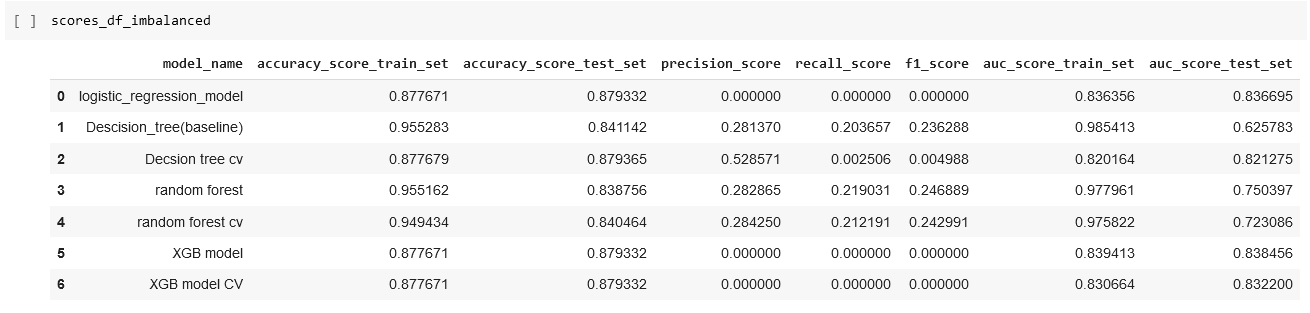 [ ] scores_df_imbalanced
model_name accuracy_score_train_set accuracy_score_test_set precision_score recall_score f1_score auc_score_train_set auc_score_test_set
0 logistic_regression_model 0.877671 0.879332 0.000000 0.000000 0.000000 0.836356 0.836695
1 Descision_tree(baseline) 0.955283 0.841142 0.281370 0.203657 0.236288 0.985413 0.625783
2 Decsion tree cv 0.877679 0.879365 0.528571 0.002506 0.004988 0.820164 0.821275
3 random forest 0.955162 0.838756 0.282865 0.219031 0.246889 0.977961 0.750397
4 random forest cv 0.949434 0.840464 0.284250 0.212191 0.242991 0.975822 0.723086
5 XGB model 0.877671 0.879332 0.000000 0.000000 0.000000 0.839413 0.838456
6 XGB model CV 0.877671 0.879332 0.000000 0.000000 0.000000 0.830664 0.832200